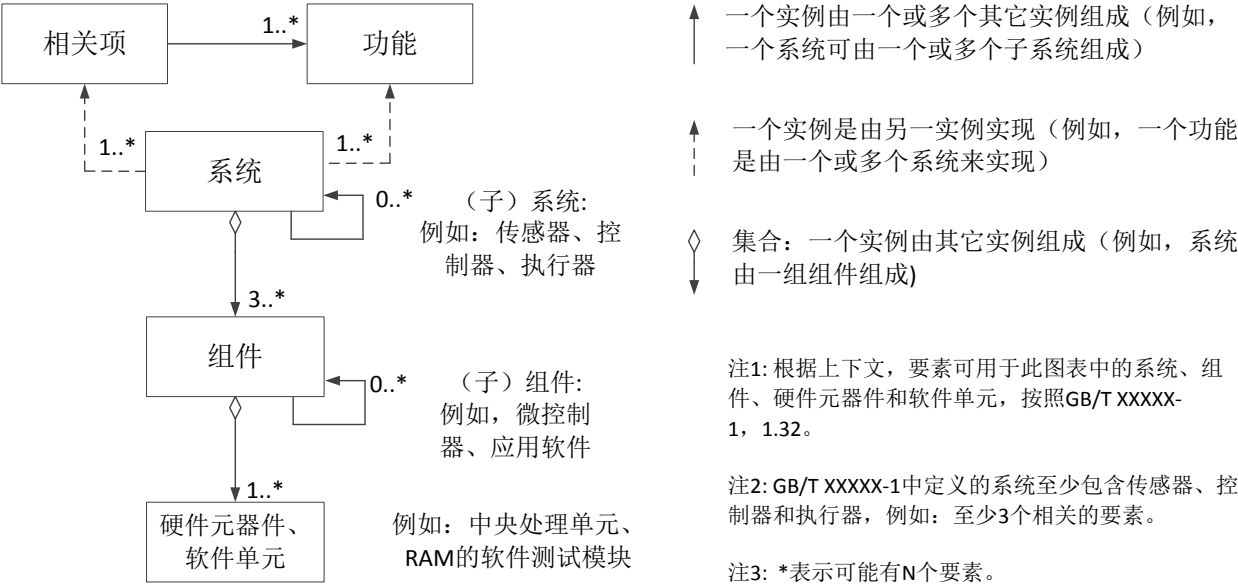 相关项
1..*
功能
1..*
1..*
系统
0..*
（子）系统:
例如：传感器、控
制器、执行器
3..*
组件
0..*
（子）组件:
例如，微控制
器、应用软件
1..*
硬件元器件、
软件单元
例如：中央处理单元、
RAM的软件测试模块
一个实例由一个或多个其它实例组成（例如，
一个系统可由一个或多个子系统组成）
一个实例是由另一实例实现（例如，一个功能
是由一个或多个系统来实现）
集合：一个实例由其它实例组成（例如，系统
由一组组件组成)
注1: 根据上下文，要素可用于此图表中的系统、组
件、硬件元器件和软件单元，按照GB/T XXXXX-
1，1.32。
注2: GB/T XXXXX-1中定义的系统至少包含传感器、控
制器和执行器，例如：至少3个相关的要素。
注3: *表示可能有N个要素。